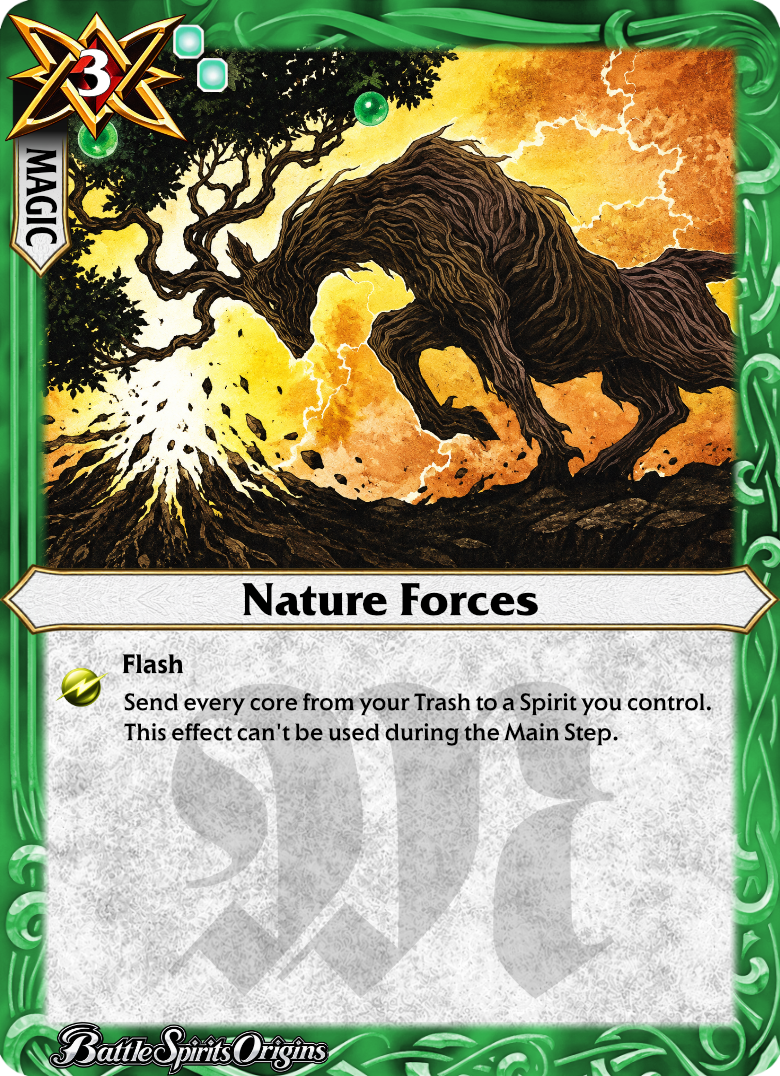 3
MAGIC
Nature Forces
Flash
Send every core from your Trash to a Spirit you control.
This effect can't be used during the Main Step.
Battle Spirits Origins